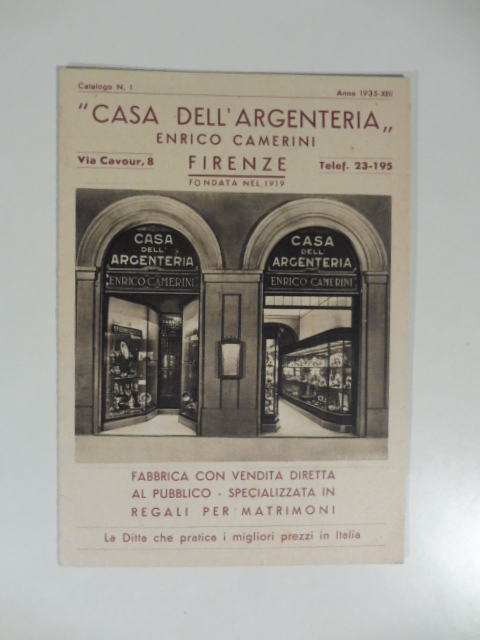 Catalogo N. 1
Anno 1935-XIII
"CASA DELL'ARGENTERIA„
ENRICO CAMERINI
Via Cavour, 8
FIRENZE
Telef. 23-195
FONDATA NEL 1919
CASA
DELL'
ARGENTERIA
ENRICO CAMERINI
CASA
DELL'
ARGENTERIA
ENRICO CAMERINI
FABBRICA CON VENDITA DIRETTA
AL PUBBLICO - SPECIALIZZATA IN
REGALI PER MATRIMONI
La Ditta che pratica i migliori prezzi in Italia